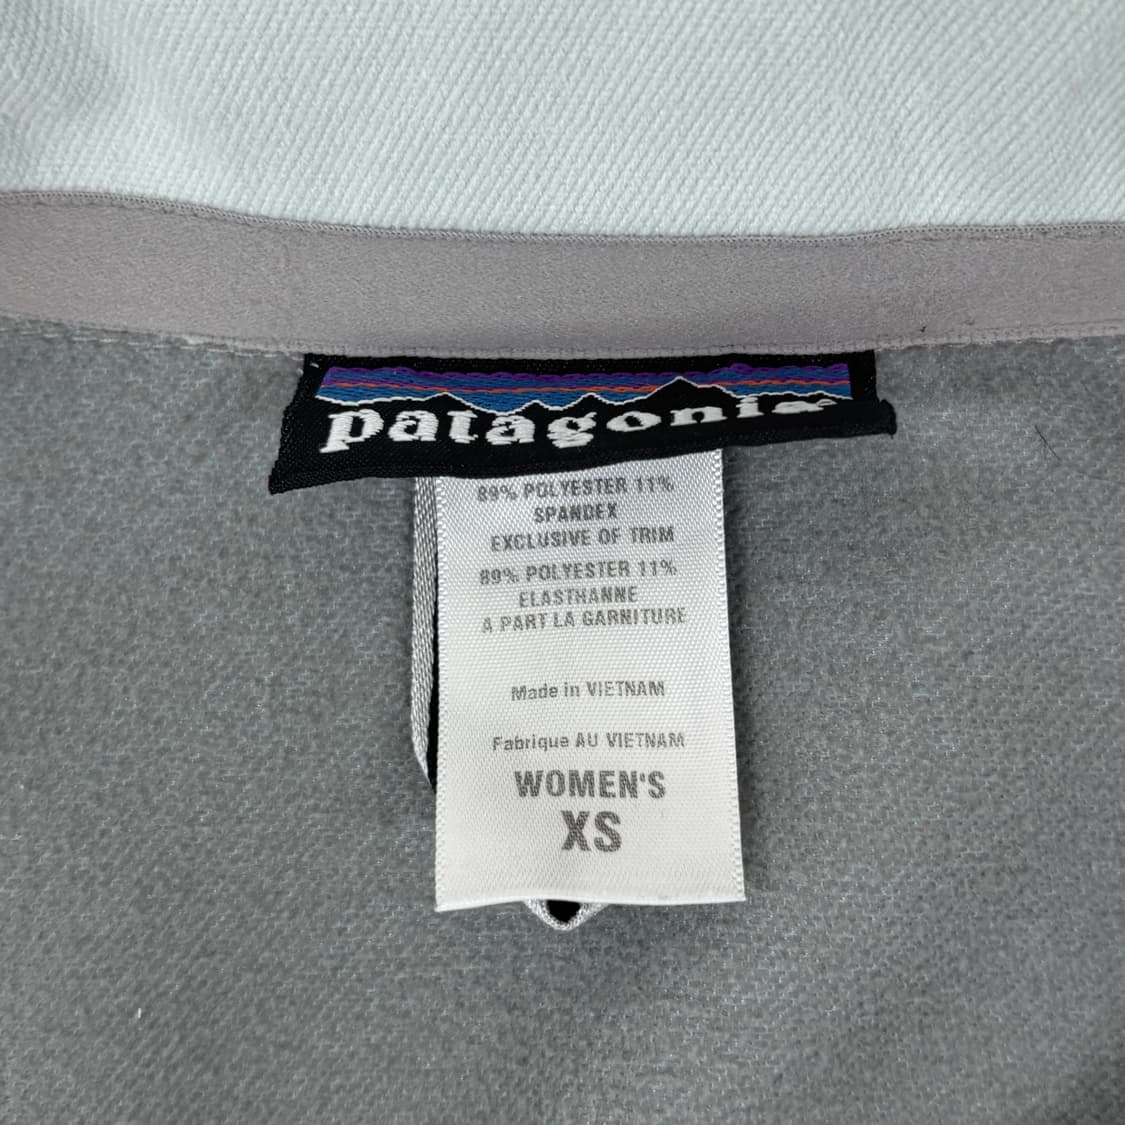 patagonia
89% POLYESTER 11%
SPANDEX
EXCLUSIVE OF TRIM
89% POLYESTER 11%
ELASTHANNE
A PART LA GARNITURE
Made in VIETNAM
Fabrique AU VIETNAM
WOMEN'S
XS